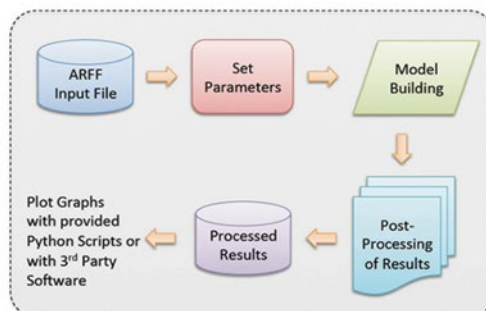 ARFF
Input File
Set
Parameters
Model
Building
Post-
Processing
of Results
Processed
Results
Plot Graphs
with provided
Python Scripts or
with 3rd Party
Software